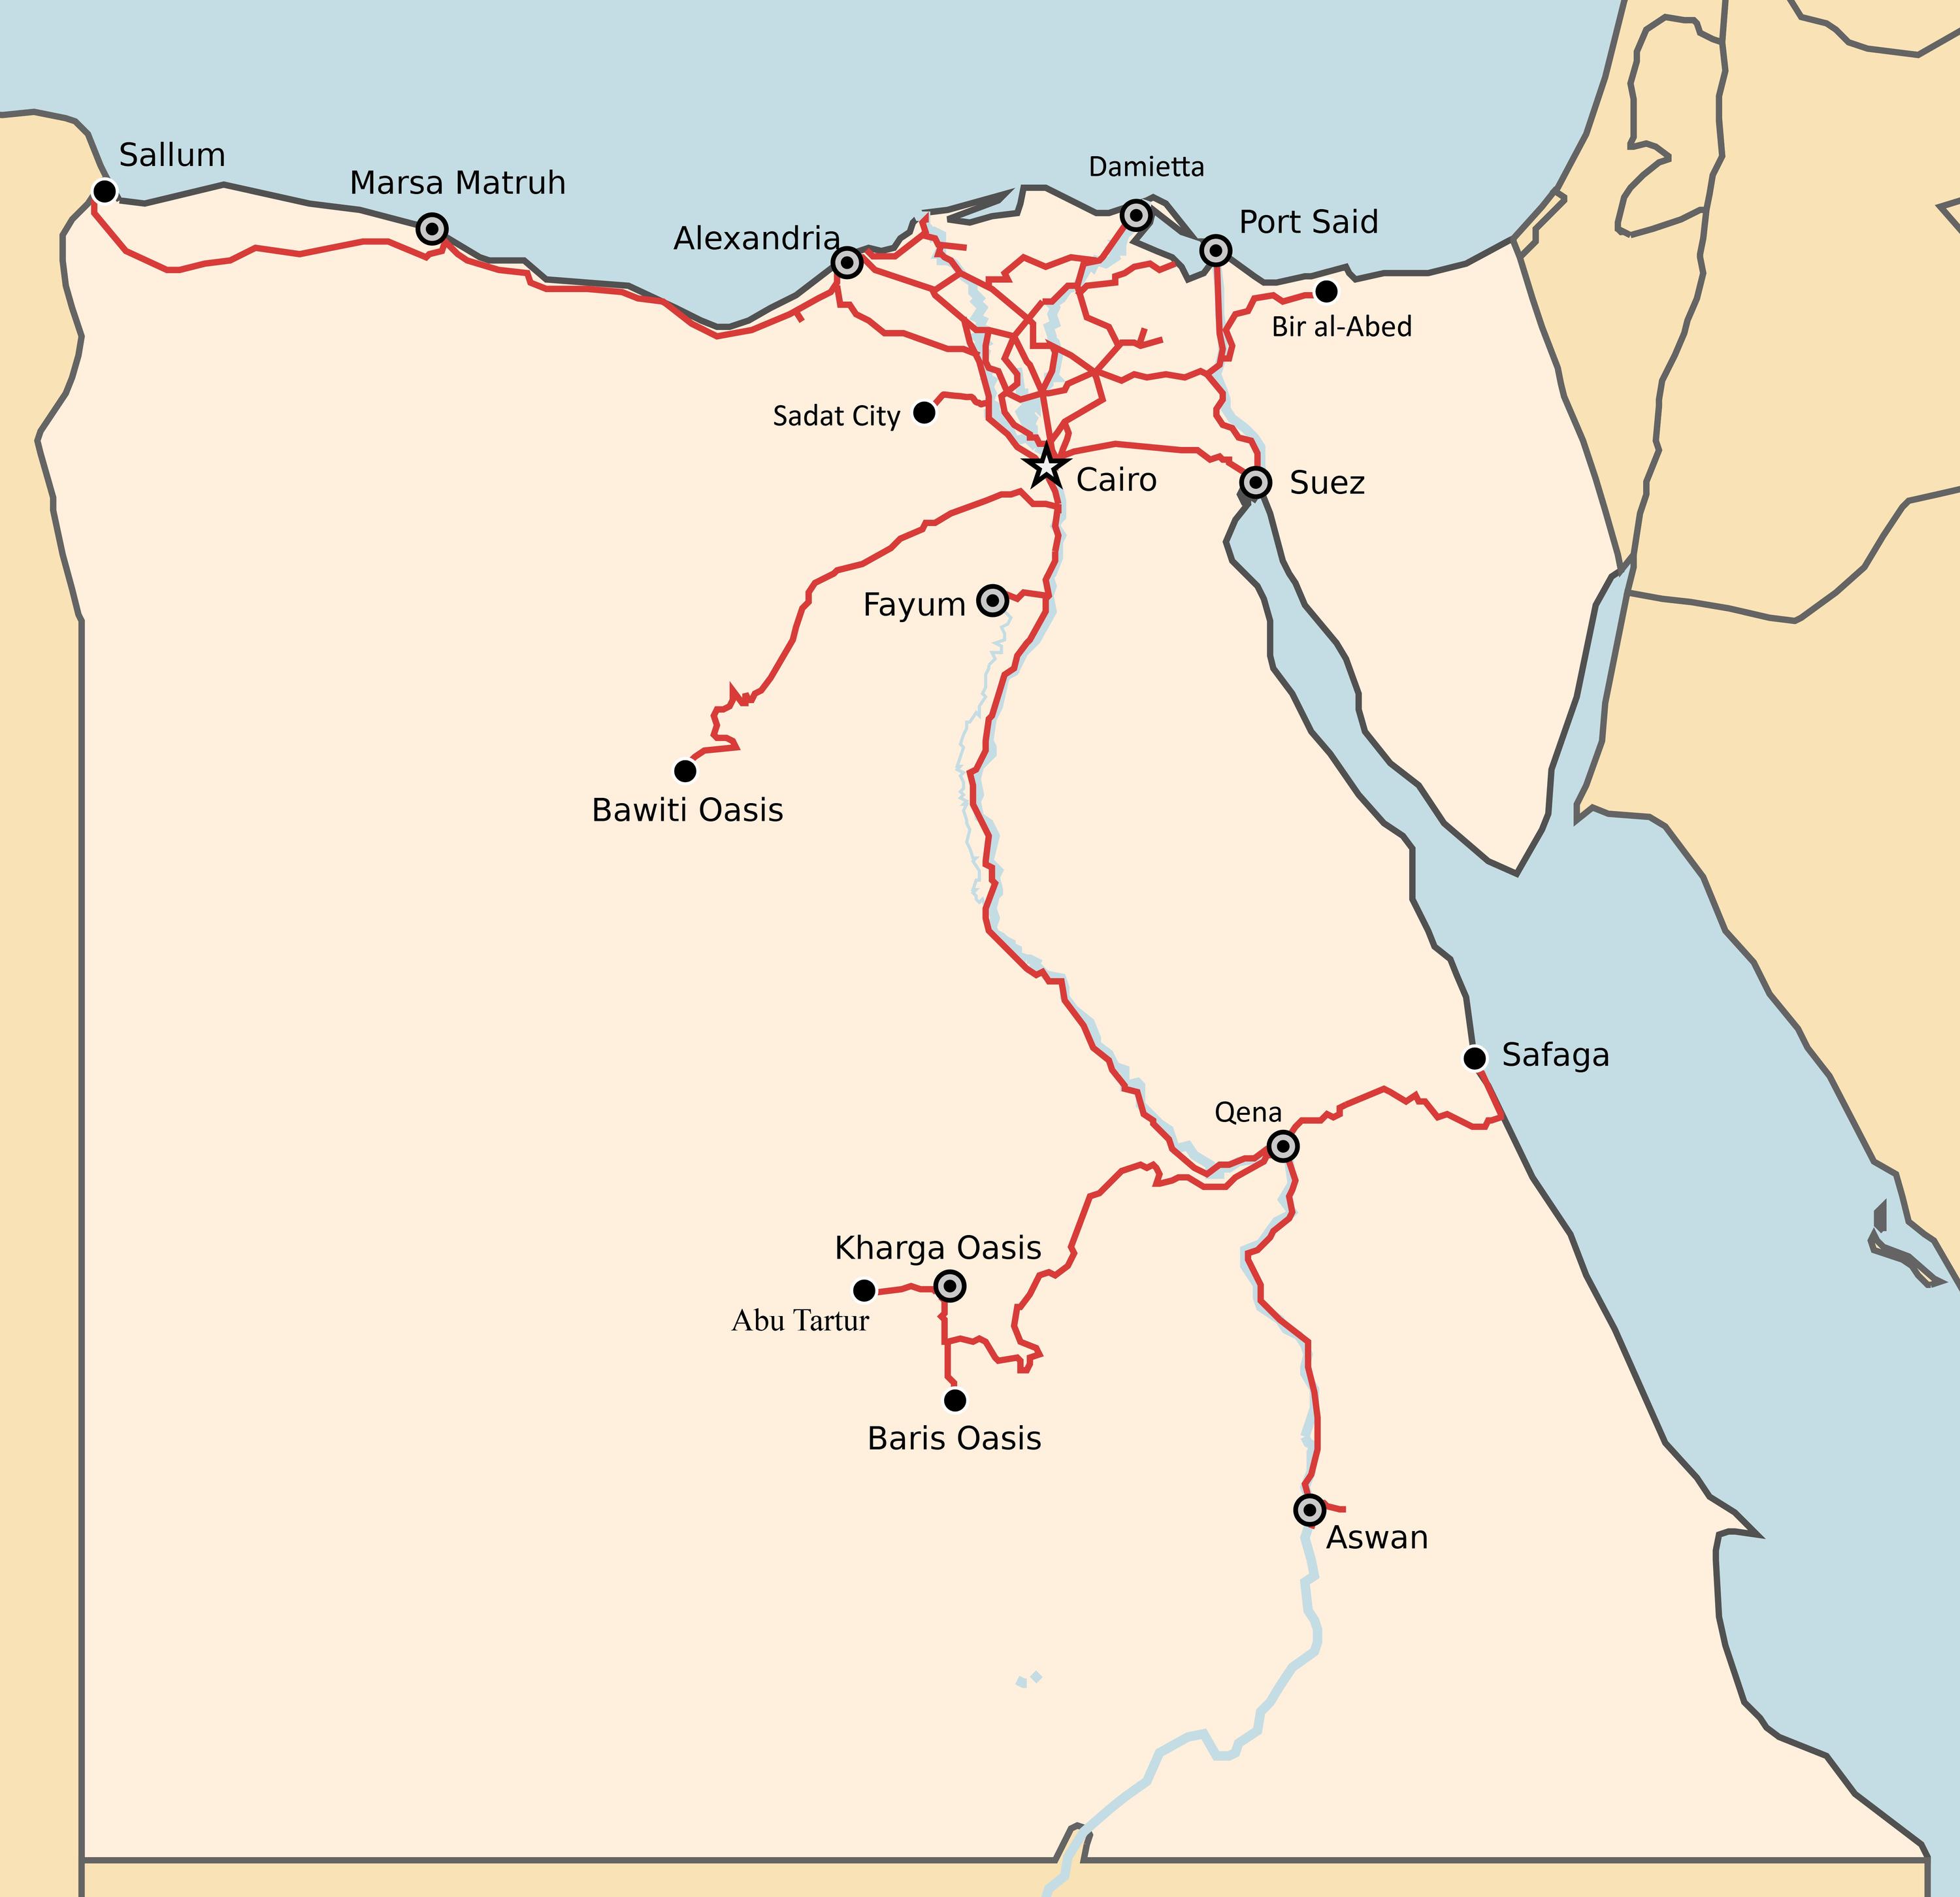 Sallum
Damietta
Marsa Matruh
Port Said
Alexandria
Bir al-Abed
Sadat City
Cairo
Suez
Fayum
Bawiti Oasis
Safaga
Qena
Kharga Oasis
Abu Tartur
Baris Oasis
Aswan